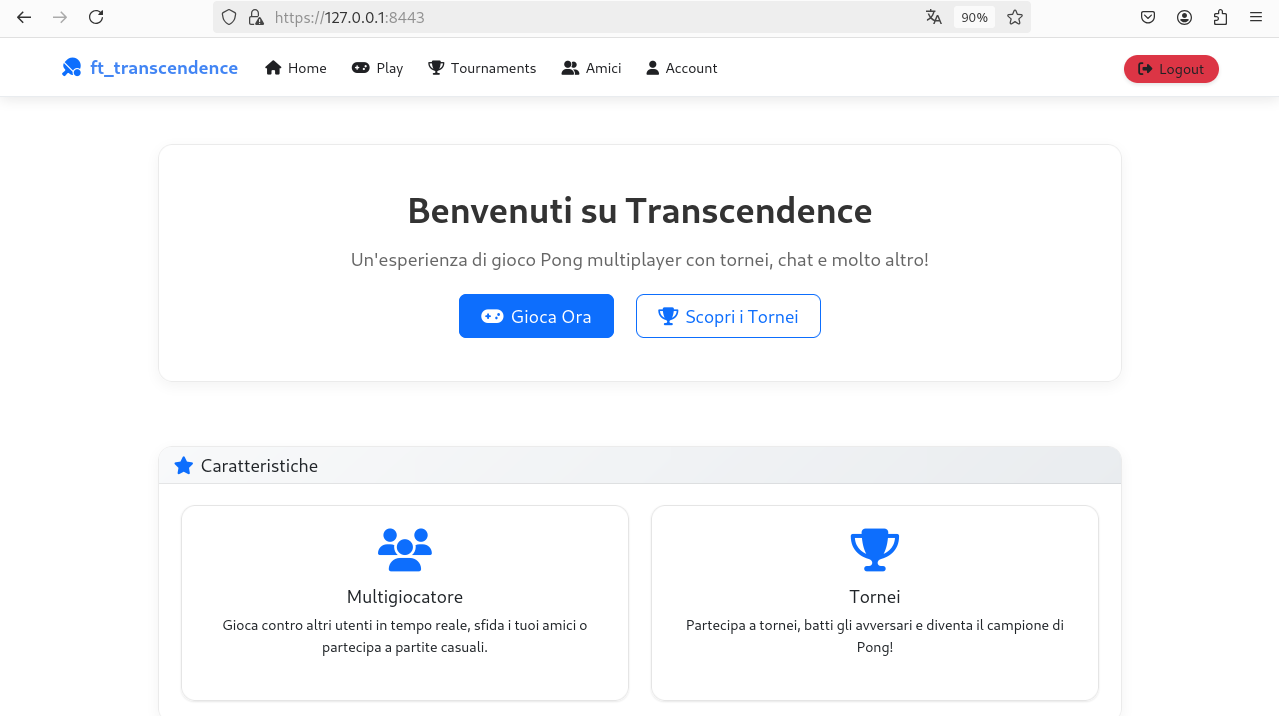 https://127.0.0.1:8443
90%
ft_transcendence
Home
Play
Tournaments
Amici
Account
Logout
Benvenuti su Transcendence
Un'esperienza di gioco Pong multiplayer con tornei, chat e molto altro!
Gioca Ora
Scopri i Tornei
Caratteristiche
Multigiocatore
Gioca contro altri utenti in tempo reale, sfida i tuoi amici o
partecipa a partite casuali.
Tornei
Partecipa a tornei, batti gli avversari e diventa il campione di
Pong!